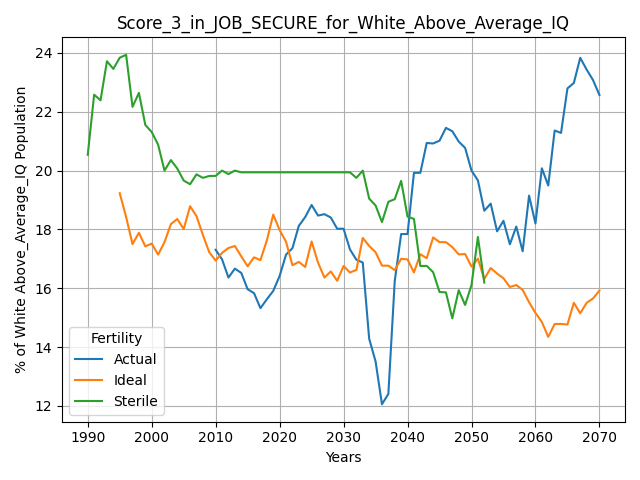 Score_3_in_JOB_SECURE_for_White_Above_Average_IQ
% of White Above_Average_IQ Population
24
22
20
18
16
14
12
Fertility
Actual
Ideal
Sterile
1990 2000 2010 2020 2030 2040 2050 2060 2070
Years